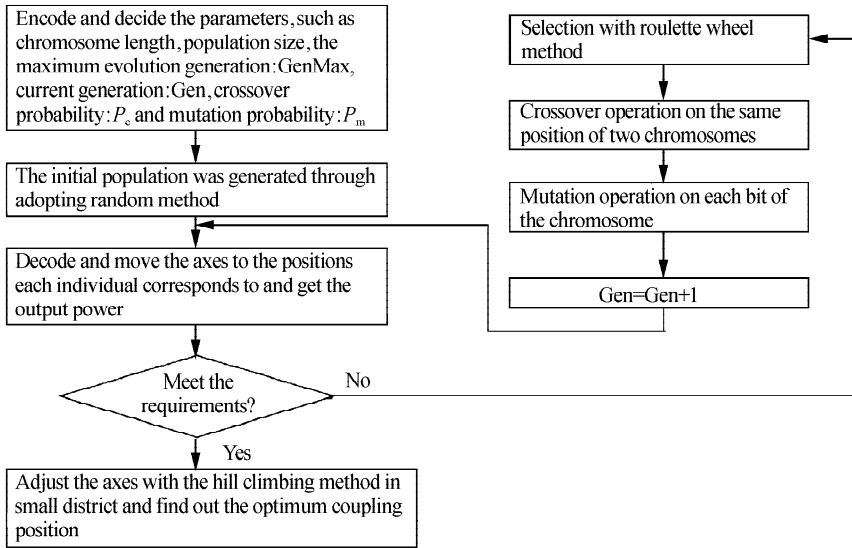 Encode and decide the parameters,such as
chromosome length,population size,the
maximum evolution generation:GenMax,
current generation:Gen,crossover
probability:Pc and mutation probability:Pm
The initial population was generated through
adopting random method
Decode and move the axes to the positions
each individual corresponds to and get the
output power
Meet the
requirements?
No
Yes
Adjust the axes with the hill climbing method in
small district and find out the optimum coupling
position
Selection with roulette wheel
method
Crossover operation on the same
position of two chromosomes
Mutation operation on each bit of
the chromosome
Gen=Gen+1